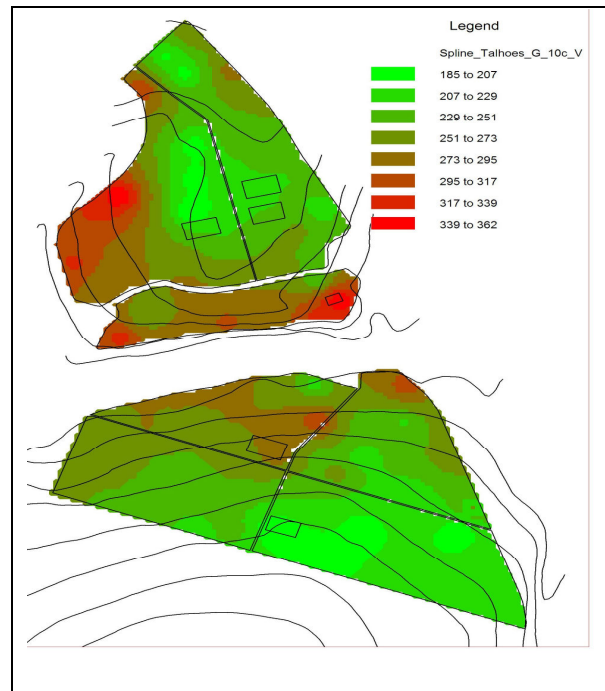 Legend
Spline_Talhoes_G_10c_V
185 to 207
207 to 229
229 to 251
251 to 273
273 to 295
295 to 317
317 to 339
339 to 362